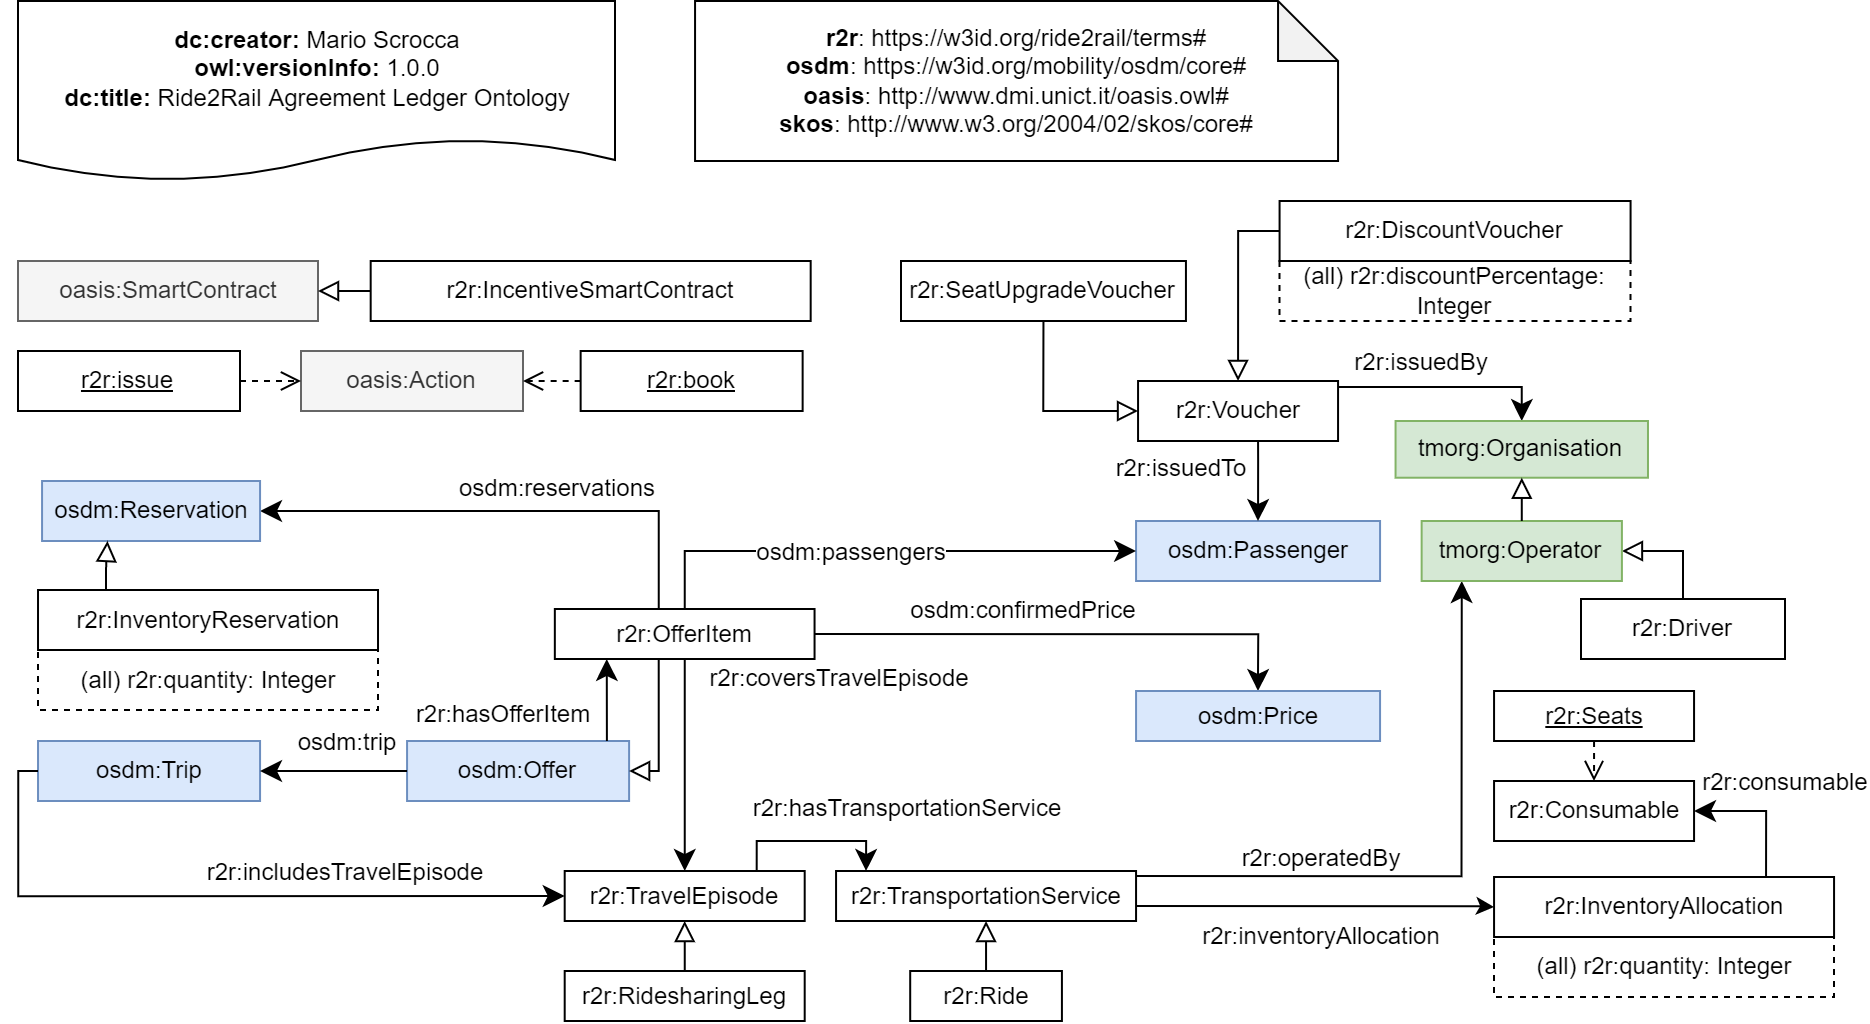 dc:creator: Mario Scrocca
owl:versionInfo: 1.0.0
dc:title: Ride2Rail Agreement Ledger Ontology
r2r: https://w3id.org/ride2rail/terms#
osdm: https://w3id.org/mobility/osdm/core#
oasis: http://www.dmi.unict.it/oasis.owl#
skos: http://www.w3.org/2004/02/skos/core#
r2r:DiscountVoucher
(all) r2r:discountPercentage:
Integer
oasis:SmartContract
r2r:IncentiveSmartContract
r2r:SeatUpgradeVoucher
r2r:issue
oasis:Action
r2r:book
r2r:issuedBy
r2r:Voucher
tmorg:Organisation
r2r:issuedTo
osdm:reservations
osdm:Reservation
osdm:passengers
osdm:Passenger
tmorg:Operator
r2r:InventoryReservation
(all) r2r:quantity: Integer
r2r:OfferItem
osdm:confirmedPrice
r2r:Driver
r2r:coversTravelEpisode
r2r:hasOfferItem
osdm:Price
r2r:Seats
osdm:trip
osdm:Trip
osdm:Offer
r2r:consumable
r2r:Consumable
r2r:hasTransportationService
r2r:includesTravelEpisode
r2r:operatedBy
r2r:TravelEpisode
r2r:TransportationService
r2r:InventoryAllocation
r2r:inventoryAllocation
(all) r2r:quantity: Integer
r2r:RidesharingLeg
r2r:Ride